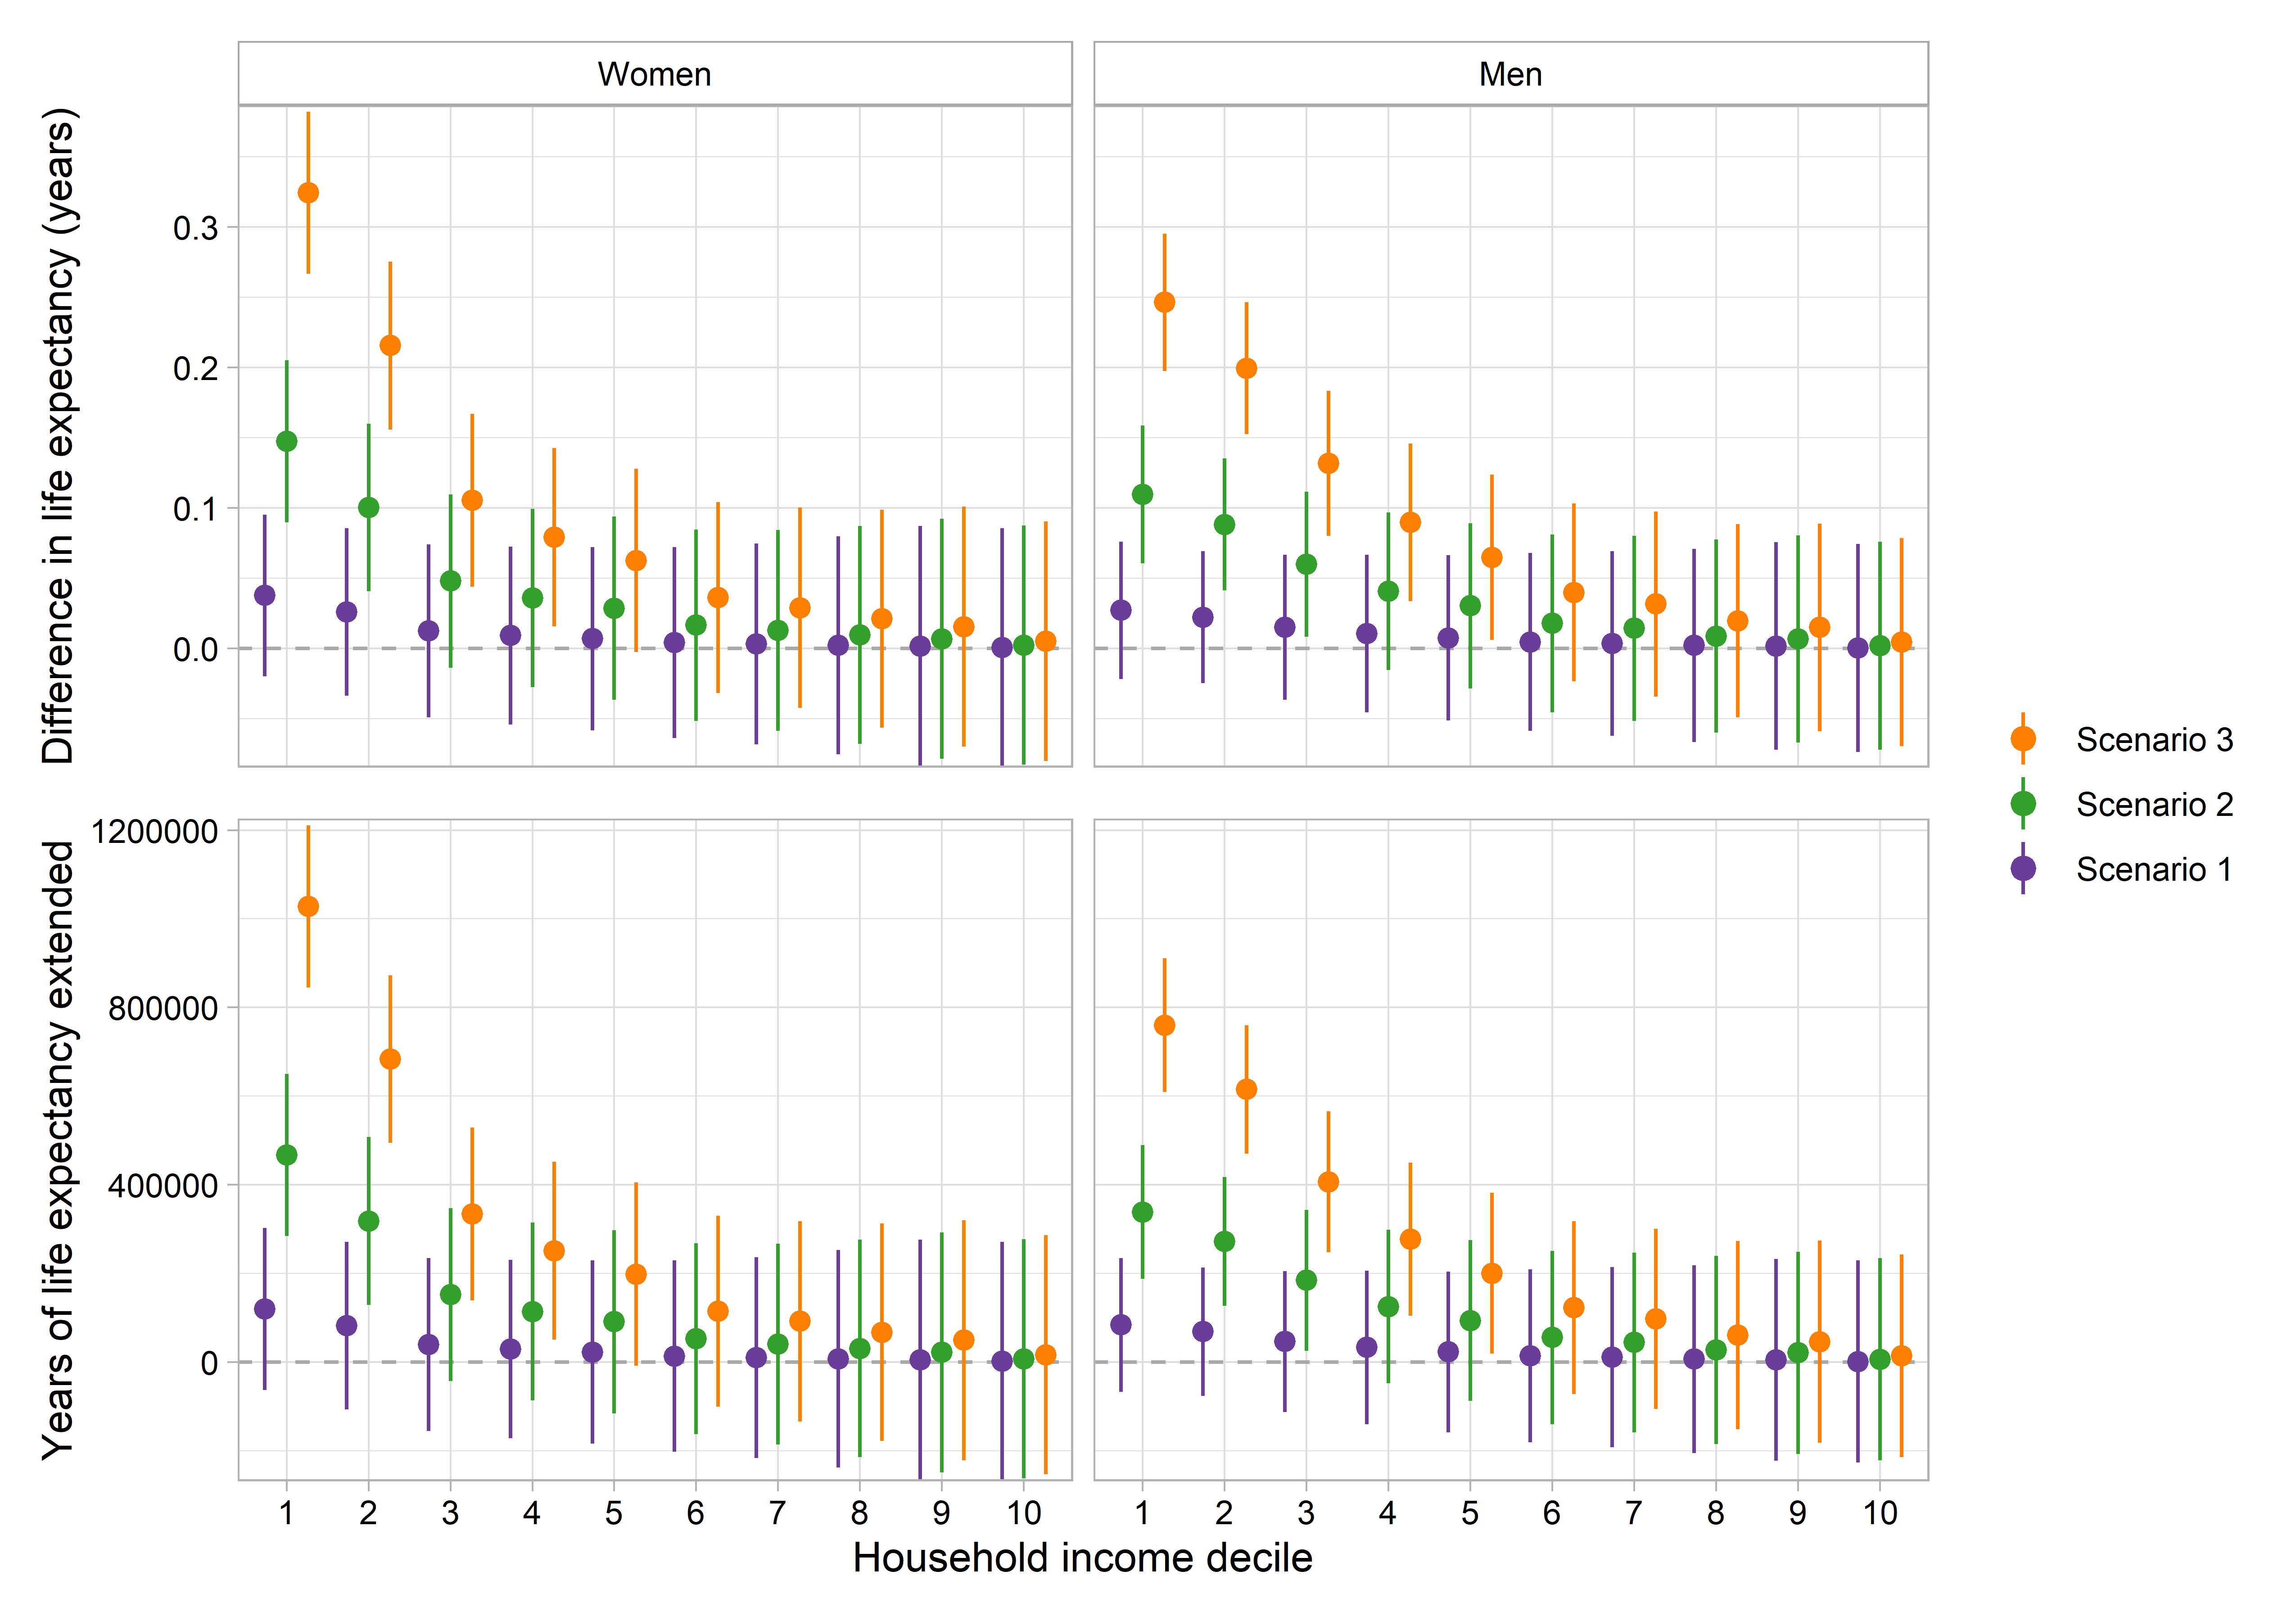 Women
Men
Difference in life expectancy (years)
0.3
0.2
0.1
0.0
Years of life expectancy extended
1200000
800000
400000
0
1 2 3 4 5 6 7 8 9 10
1 2 3 4 5 6 7 8 9 10
Household income decile
Scenario 3
Scenario 2
Scenario 1